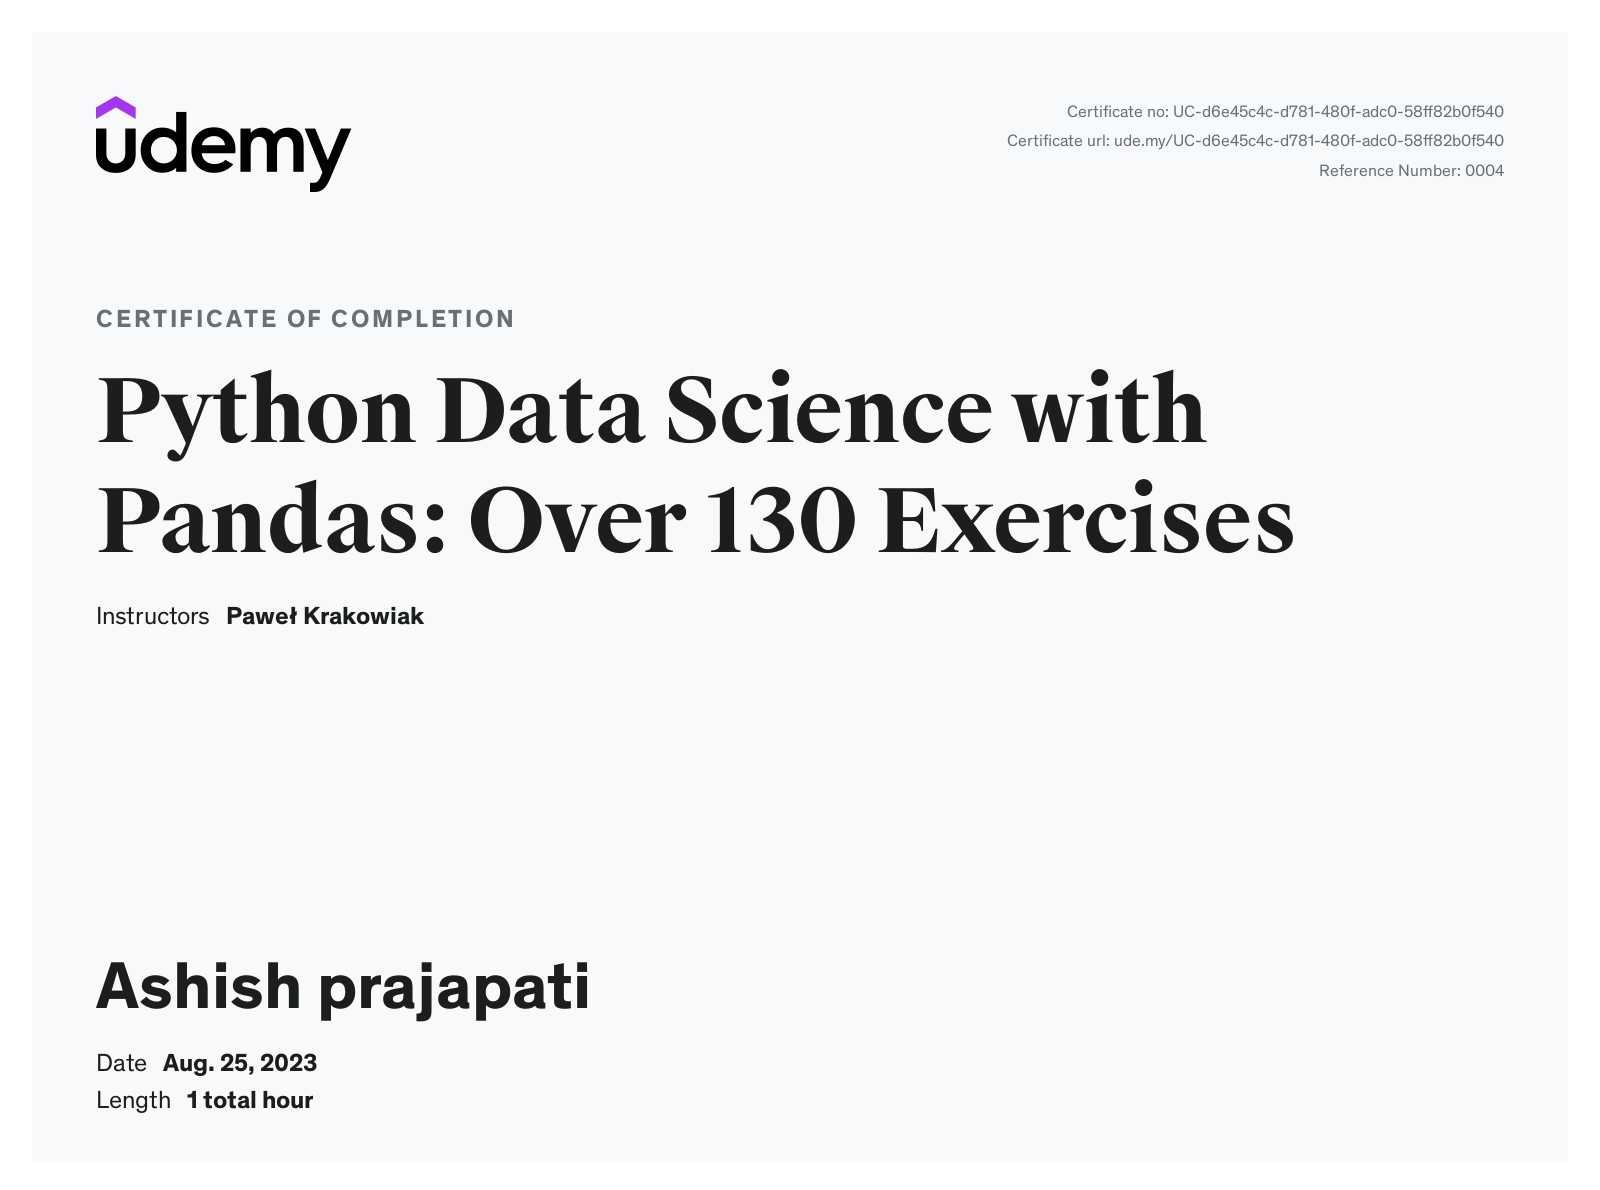 udemy
Certificate no: UC-d6e45c4c-d781-480f-adc0-58ff82b0f540
Certificate url: ude.my/UC-d6e45c4c-d781-480f-adc0-58ff82b0f540
Reference Number: 0004
CERTIFICATE OF COMPLETION
Python Data Science with
Pandas: Over 130 Exercises
Instructors Paweł Krakowiak
Ashish prajapati
Date Aug. 25, 2023
Length 1 total hour